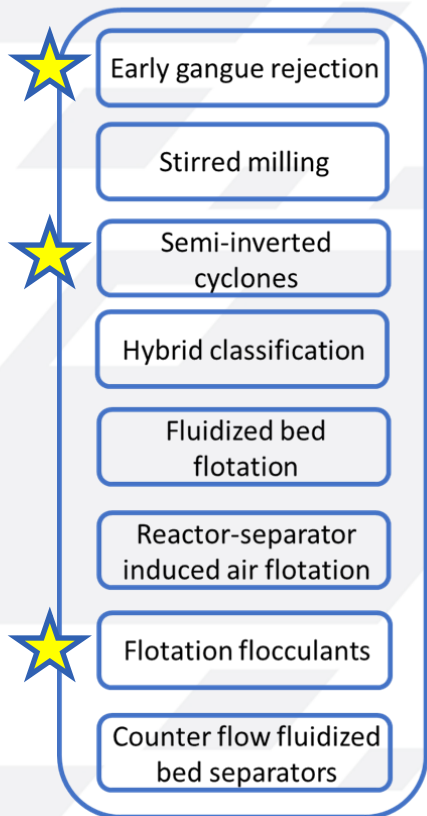 Early gangue rejection
Stirred milling
Semi-inverted
cyclones
Hybrid classification
Fluidized bed
flotation
Reactor-separator
induced air flotation
Flotation flocculants
Counter flow fluidized
bed separators